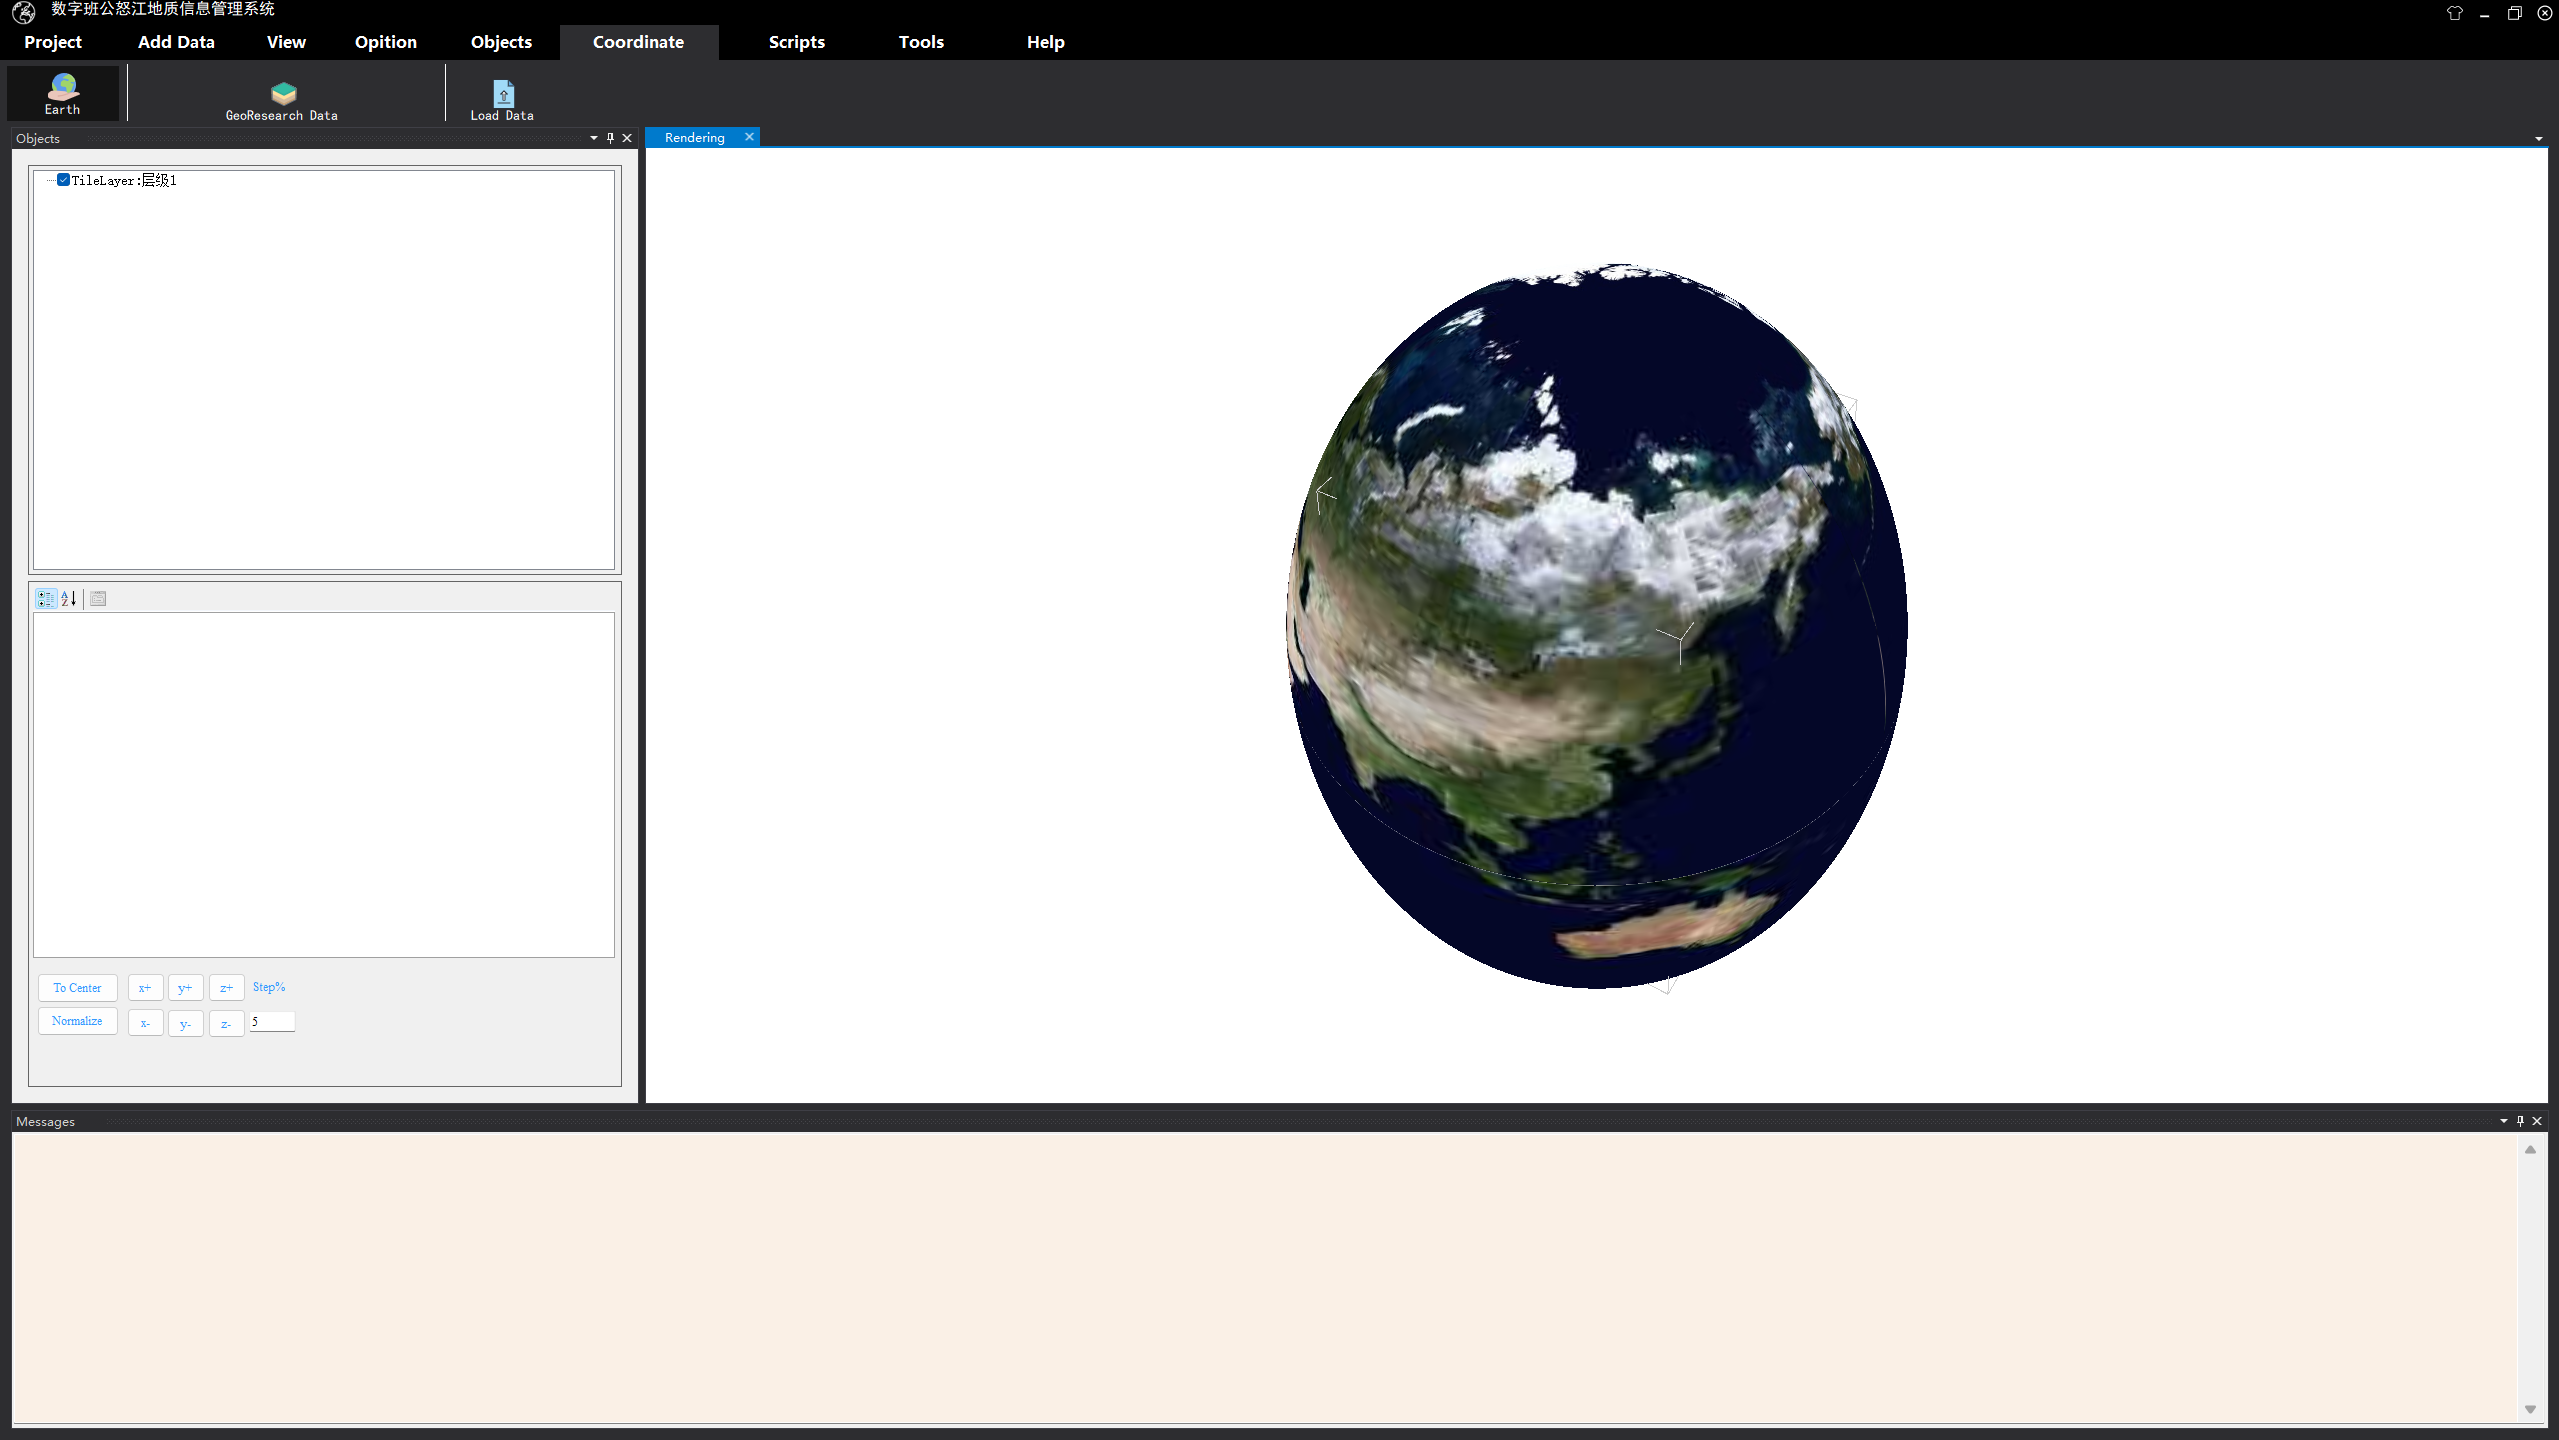 数字班公怒江地质信息管理系统
Project Add Data View Opition Objects Coordinate Scripts Tools Help
Earth
GeoResearch Data
Load Data
Objects
Rendering
TileLayer:层级1
To Center x+ y+ z+ Step%
Normalize x- y- z- 5
Messages